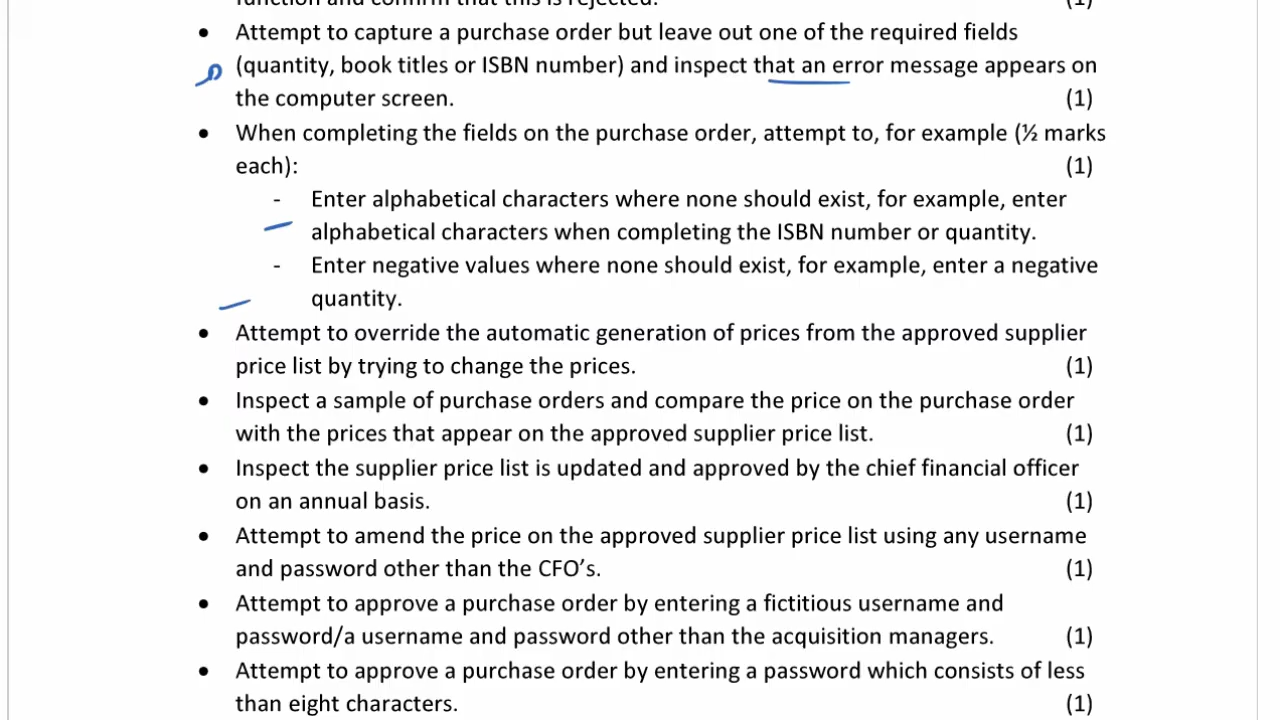 function and confirm that this is rejected. (1)
• Attempt to capture a purchase order but leave out one of the required fields
(quantity, book titles or ISBN number) and inspect that an error message appears on
the computer screen. (1)
• When completing the fields on the purchase order, attempt to, for example (½ marks
each): (1)
- Enter alphabetical characters where none should exist, for example, enter
alphabetical characters when completing the ISBN number or quantity.
- Enter negative values where none should exist, for example, enter a negative
quantity.
• Attempt to override the automatic generation of prices from the approved supplier
price list by trying to change the prices. (1)
• Inspect a sample of purchase orders and compare the price on the purchase order
with the prices that appear on the approved supplier price list. (1)
• Inspect the supplier price list is updated and approved by the chief financial officer
on an annual basis. (1)
• Attempt to amend the price on the approved supplier price list using any username
and password other than the CFO's. (1)
• Attempt to approve a purchase order by entering a fictitious username and
password/a username and password other than the acquisition managers. (1)
• Attempt to approve a purchase order by entering a password which consists of less
than eight characters. (1)